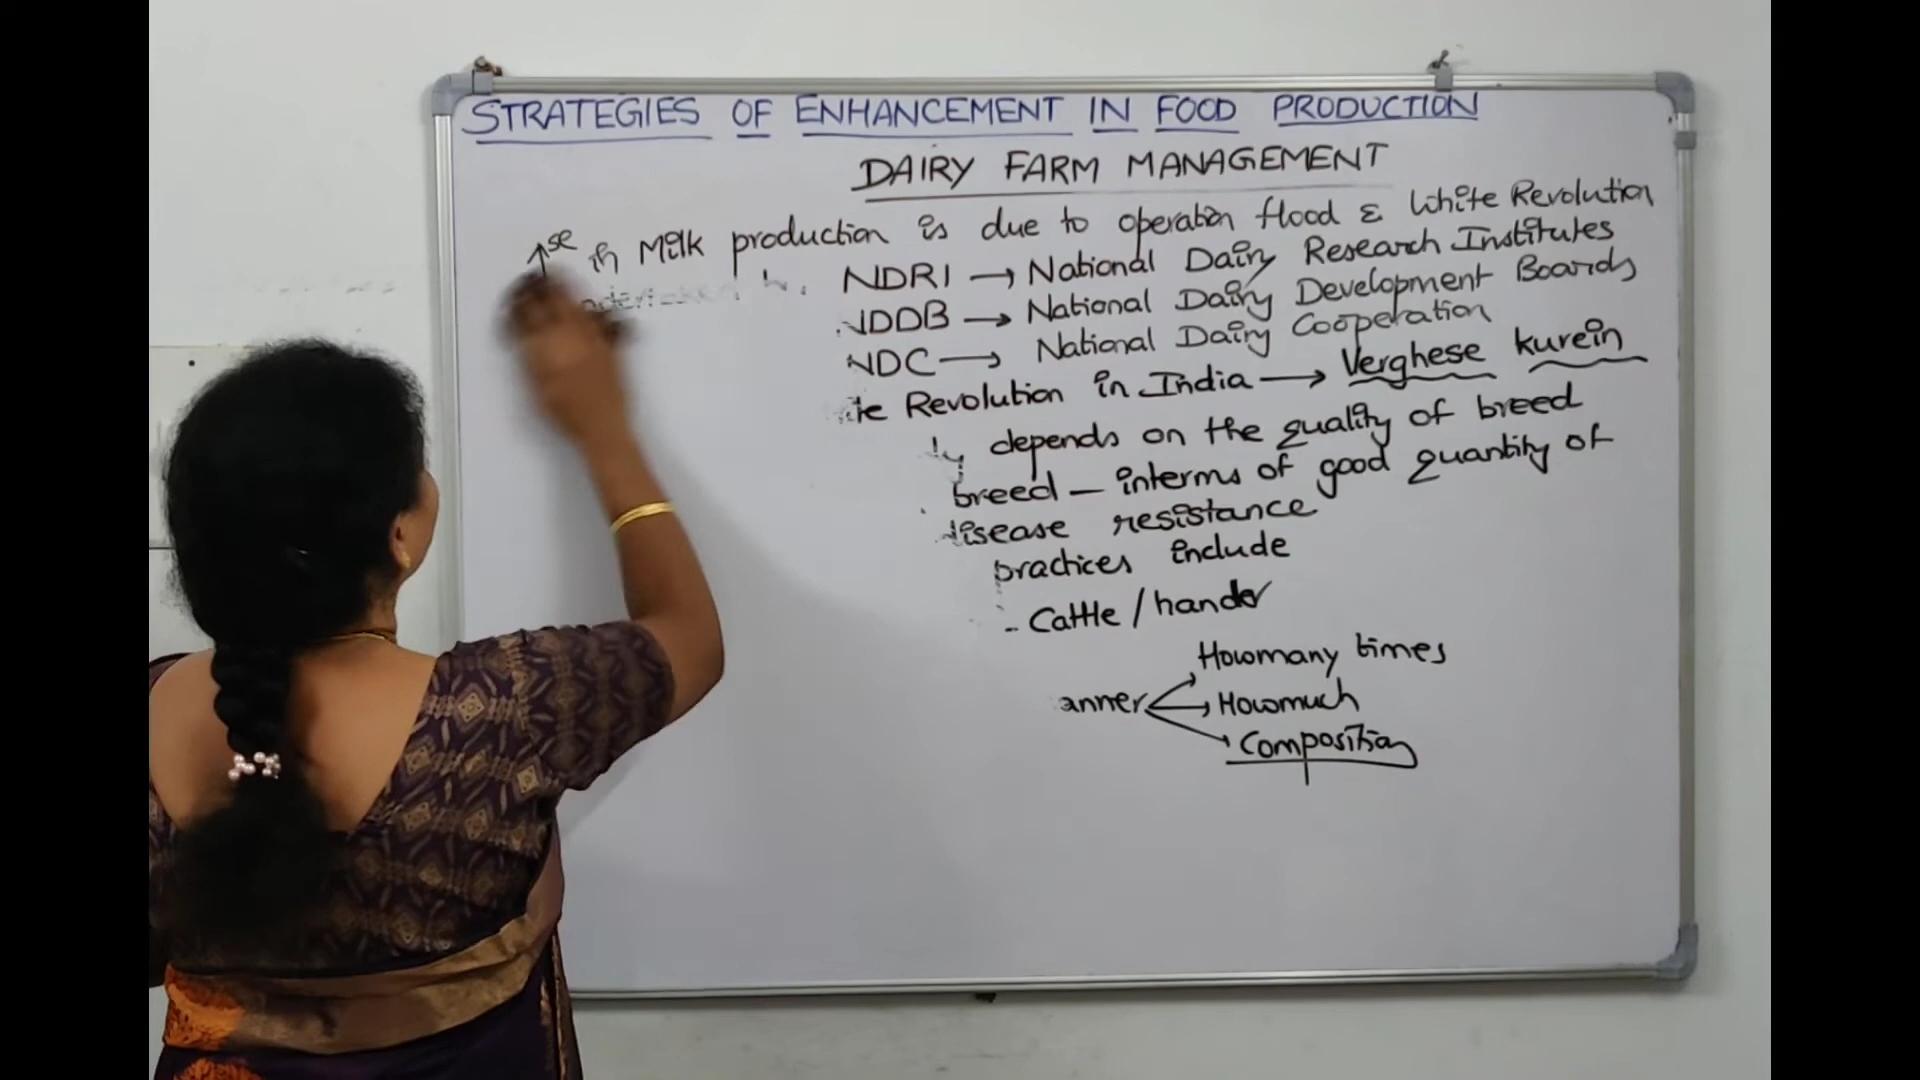 STRATEGIES OF ENHANCEMENT IN FOOD PRODUCTION
DAIRY FARM MANAGEMENT
↑se in Milk production is due to operation flood & White Revolution
NDRI → National Dairy Research Institutes
NDDB → National Dairy Development Boards
NDC → National Dairy Cooperation
Revolution in India → Verghese kurein
depends on the quality of breed
breed - interms of good quantity of
disease resistance
practices include
- Cattle / hander
Howmany times
anner → Howmuch
Composition